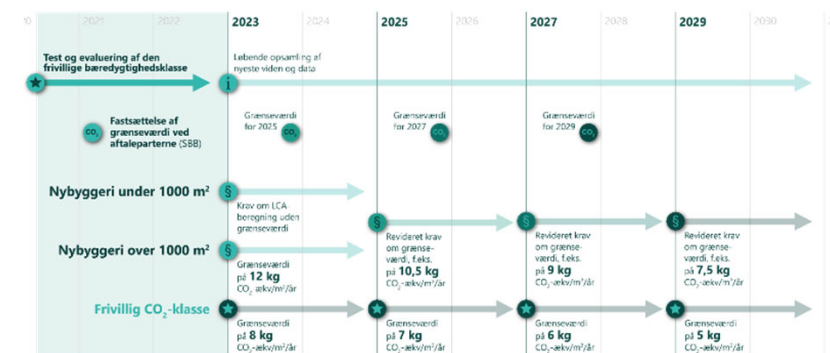 2021 2022 2023 2024 2025 2026 2027 2028 2029 2030
Test og evaluering af den
frivillige bæredygtighedsklasse
Løbende opsamling af
nyeste viden og data
i
CO₂
Fastsættelse af
grænseværdi ved
aftaleparterne (SBB)
Grænseværdi
for 2025
CO₂
Grænseværdi
for 2027
CO₂
Grænseværdi
for 2029
CO₂
Nybyggeri under 1000 m²
§
Krav om LCA-
beregning uden
grænseværdi
Nybyggeri over 1000 m²
§
Grænseværdi
på 12 kg
CO₂-ækv/m²/år
§
Revideret krav
om grænse-
værdi, f.eks.
på 10,5 kg
CO₂-ækv/m²/år
§
Revideret krav
om grænse-
værdi, f.eks.
på 9 kg
CO₂-ækv/m²/år
§
Revideret krav
om grænse-
værdi, f.eks.
på 7,5 kg
CO₂-ækv/m²/år
Frivillig CO₂-klasse
Grænseværdi
på 8 kg
CO₂-ækv/m²/år
Grænseværdi
på 7 kg
CO₂-ækv/m²/år
Grænseværdi
på 6 kg
CO₂-ækv/m²/år
Grænseværdi
på 5 kg
CO₂-ækv/m²/år